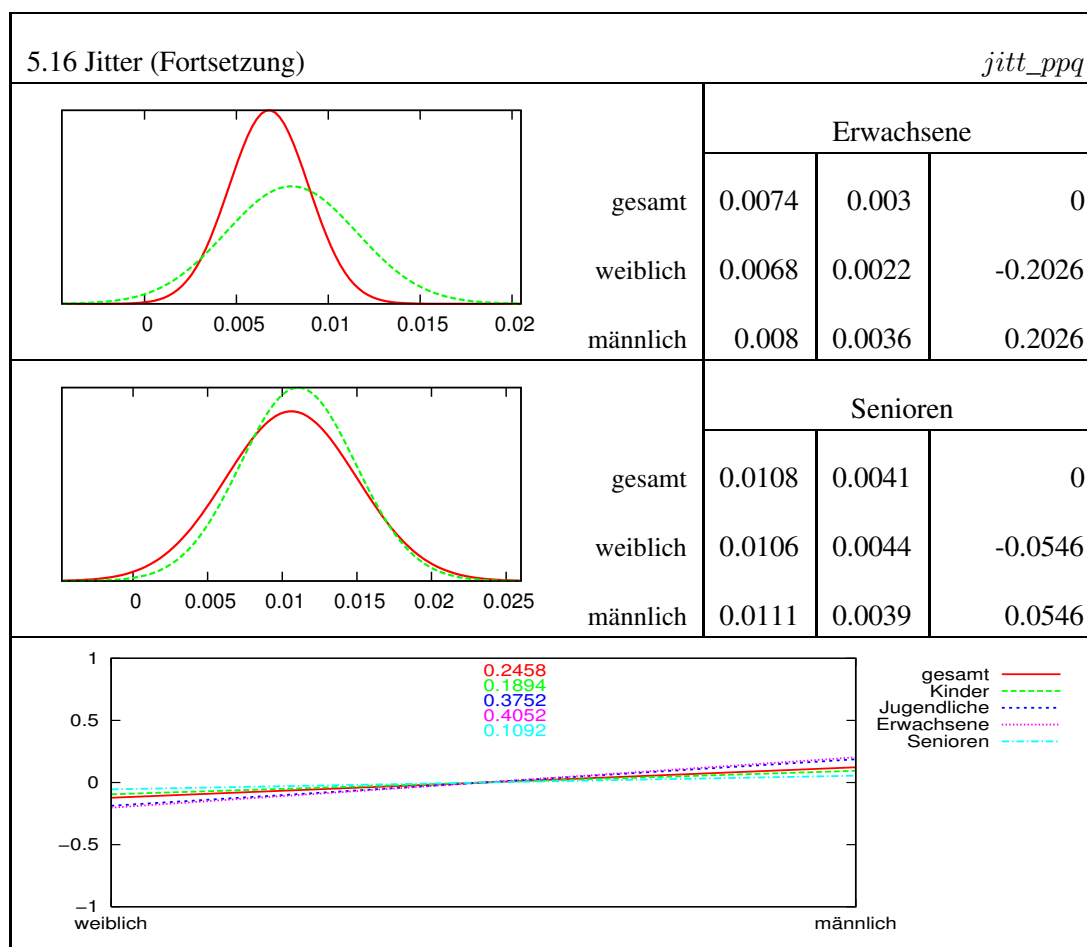 5.16 Jitter (Fortsetzung) jitt_ppq
Erwachsene
gesamt 0.0074 0.003 0
weiblich 0.0068 0.0022 -0.2026
männlich 0.008 0.0036 0.2026
0 0.005 0.01 0.015 0.02
Senioren
gesamt 0.0108 0.0041 0
weiblich 0.0106 0.0044 -0.0546
männlich 0.0111 0.0039 0.0546
0 0.005 0.01 0.015 0.02 0.025
1
0.5
0
−0.5
−1
weiblich männlich
0.2458
0.1894
0.3752
0.4052
0.1092
gesamt
Kinder
Jugendliche
Erwachsene
Senioren